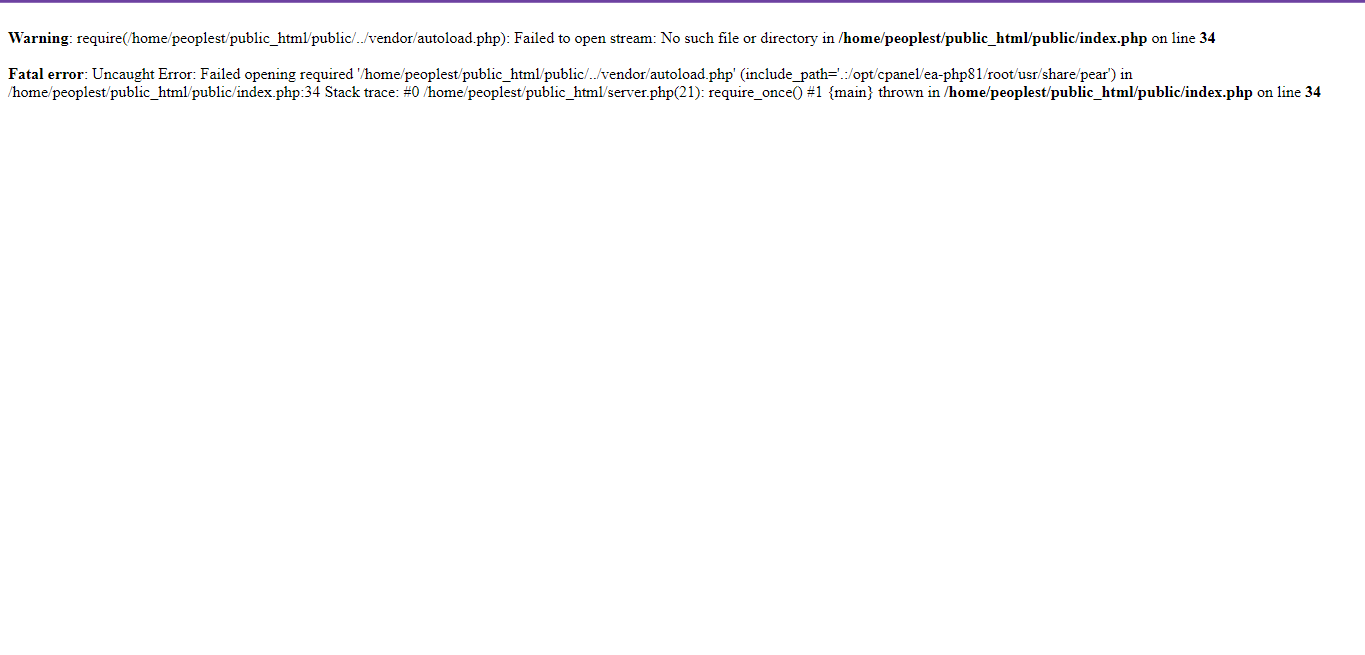 Warning: require(/home/peoplest/public_html/public/../vendor/autoload.php): Failed to open stream: No such file or directory in /home/peoplest/public_html/public/index.php on line 34
Fatal error: Uncaught Error: Failed opening required '/home/peoplest/public_html/public/../vendor/autoload.php' (include_path='.:/opt/cpanel/ea-php81/root/usr/share/pear') in
/home/peoplest/public_html/public/index.php:34 Stack trace: #0 /home/peoplest/public_html/server.php(21): require_once() #1 {main} thrown in /home/peoplest/public_html/public/index.php on line 34